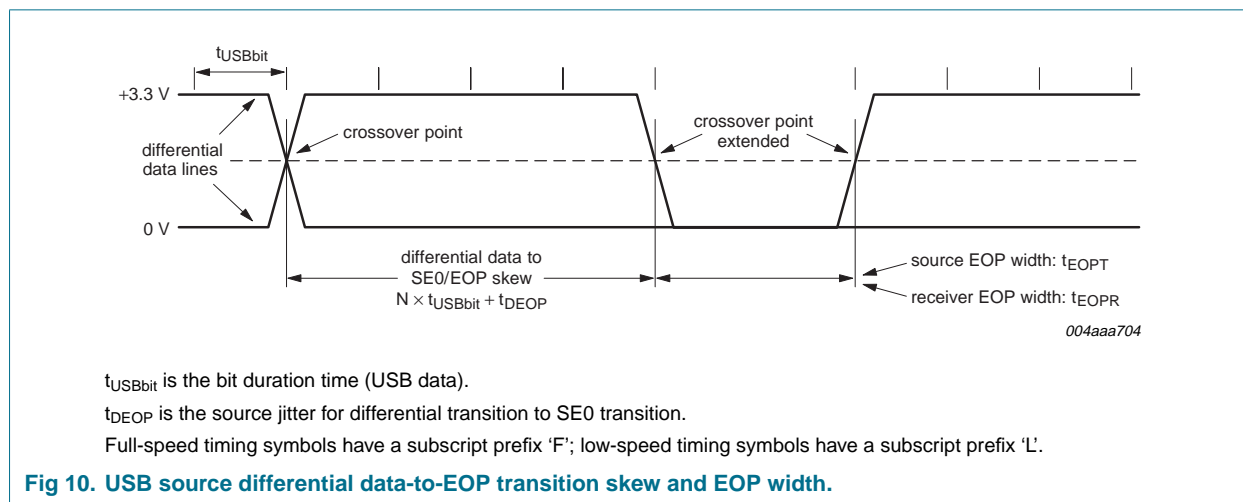 tUSBbit
+3.3 V
crossover point
crossover point
extended
differential
data lines
0 V
differential data to
SE0/EOP skew
N × tUSBbit + tDEOP
source EOP width: tEOPT
receiver EOP width: tEOPR
004aaa704
tUSBbit is the bit duration time (USB data).
tDEOP is the source jitter for differential transition to SE0 transition.
Full-speed timing symbols have a subscript prefix ‘F’; low-speed timing symbols have a subscript prefix ‘L’.
Fig 10. USB source differential data-to-EOP transition skew and EOP width.